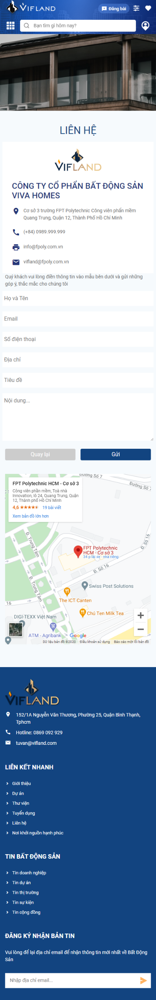 VIFLAND
Đăng bài
Bạn tìm gì hôm nay?
LIÊN HỆ
VIFLAND
CÔNG TY CỔ PHẨN BẤT ĐỘNG SẢN
VIVA HOMES
Cơ sở 3 trường FPT Polytechnic Công viên phần mềm
Quang Trung, Quận 12, Thành Phố Hồ Chí Minh
(+84) 0989.999.999
info@fpoly.com.vn
vifland@fpoly.com.vn
Quý khách vui lòng điền thông tin vào mẫu bên dưới và gửi những
góp ý, thắc mắc cho chúng tôi
Họ và Tên
Email
Số điện thoại
Địa chỉ
Tiêu đề
Nội dung...
Quay lại
Gửi
Đường Số 7
FPT Polytechnic HCM - Cơ sở 3
Công viên phần mềm, Toà nhà
Innovation, lô 24, Quang Trung, Quận
12, Thành phố Hồ Chí Minh
4,6
19 bài viết
Xem bản đồ lớn hơn
Đường Số
Đ. Trung Tâm
Đ. Số 16
FPT Polytechnic
HCM - Cơ sở 3
34 p lái xe - nhà riêng
Đ. Số 16
Đ. Trung Tâm
Swiss Post Solutions
The ICT Canten
16
Chú Ten Milk Tea
DIGI-TEXX Việt Nam
ATM - Agribank
Google
Dữ liệu bản đồ ©2020
Điều khoản sử dụng
Báo cáo một lỗi bản đồ
VIFLAND
152/1A Nguyễn Văn Thương, Phường 25, Quận Bình Thạnh,
Tphcm
Hotline: 0869 092 929
tuvan@vifland.com
LIÊN KẾT NHANH
Giới thiệu
Dự án
Thư viện
Tuyển dụng
Liên hệ
Nơi khởi nguồn hạnh phúc
TIN BẤT ĐỘNG SẢN
Tin doanh nghiệp
Tin dự án
Tin thị trường
Tin sự kiện
Tin cộng đồng
ĐĂNG KÝ NHẬN BẢN TIN
Vui lòng để lại địa chỉ email để nhận thông tin mới nhất về Bất Động
Sản
Nhập địa chỉ email...